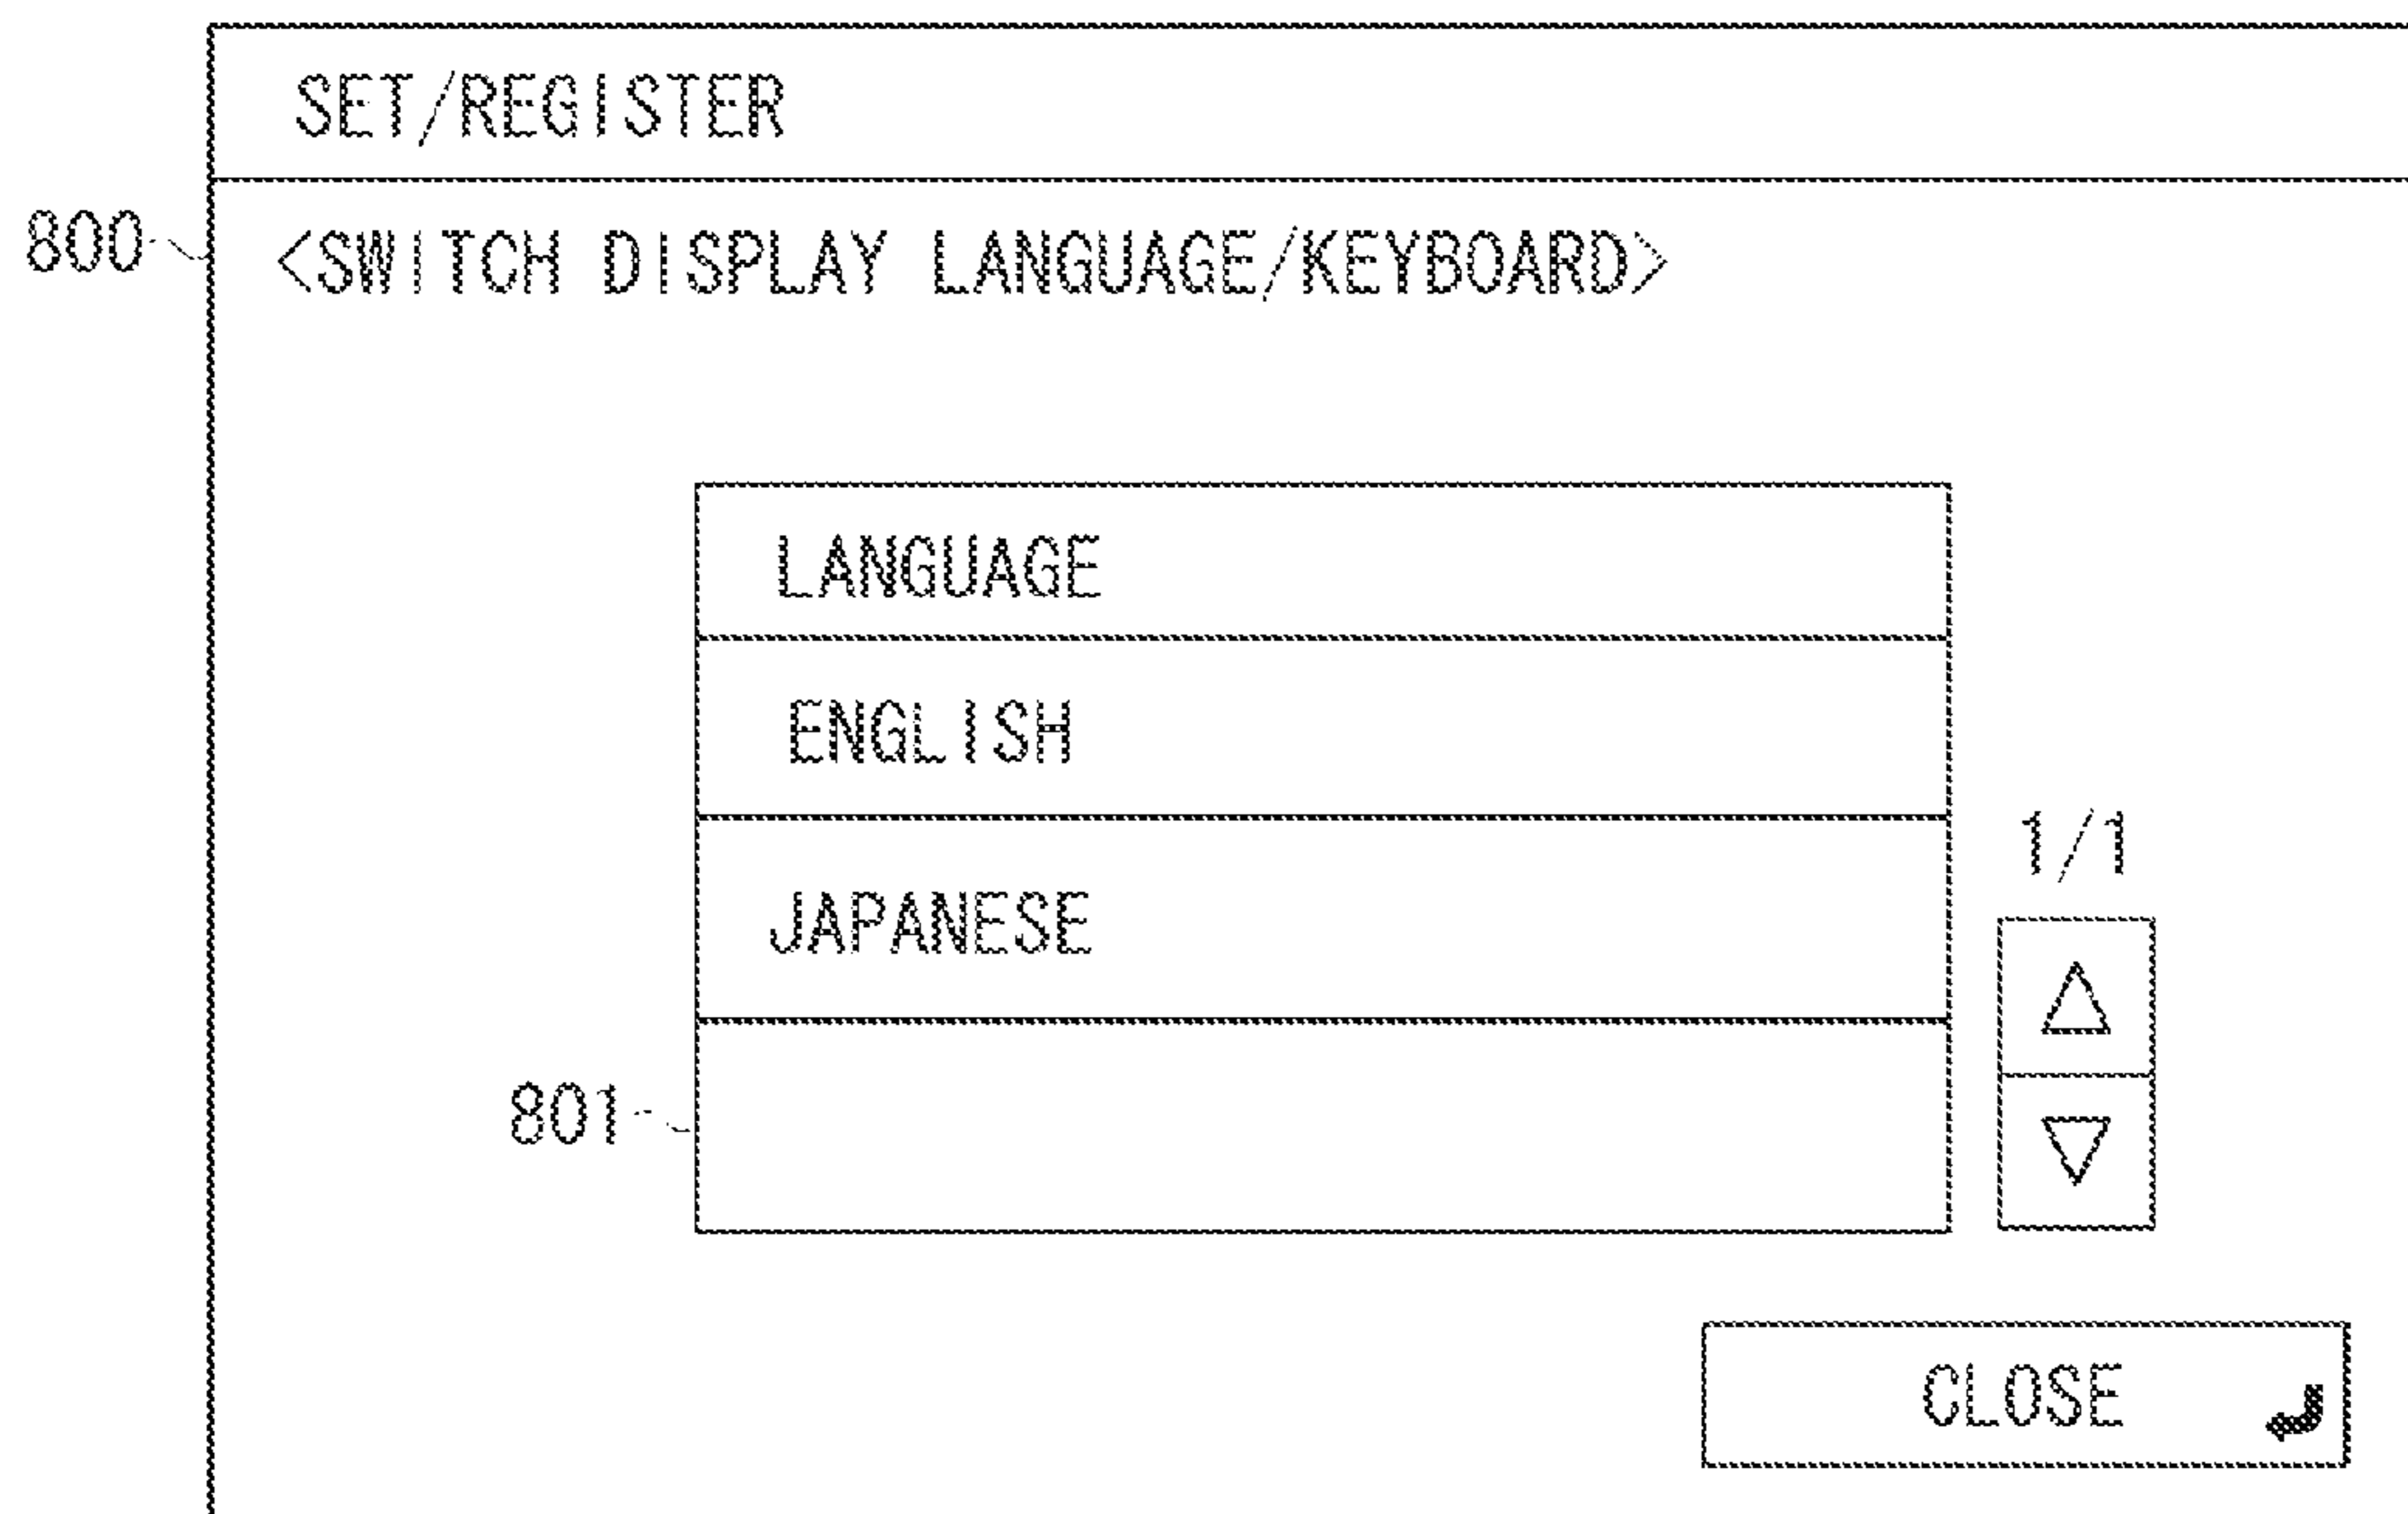 SET/REGISTER
800
<SWITCH DISPLAY LANGUAGE/KEYBOARD>
LANGUAGE
ENGLISH
JAPANESE
1/1
801
CLOSE